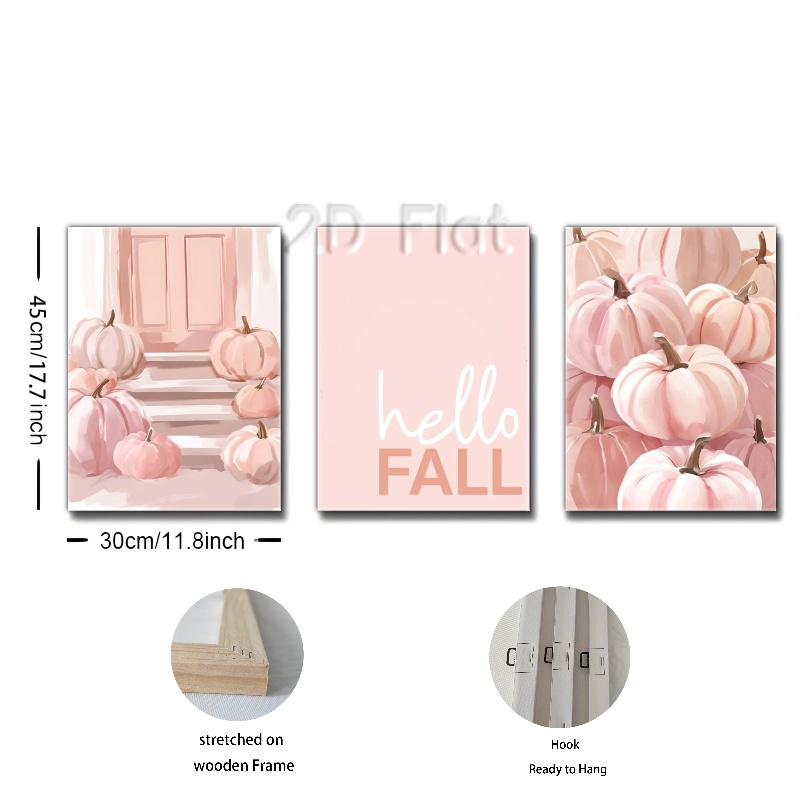 2D Flat
45cm/17.7inch
hello
FALL
30cm/11.8inch
stretched on
wooden Frame
Hook
Ready to Hang